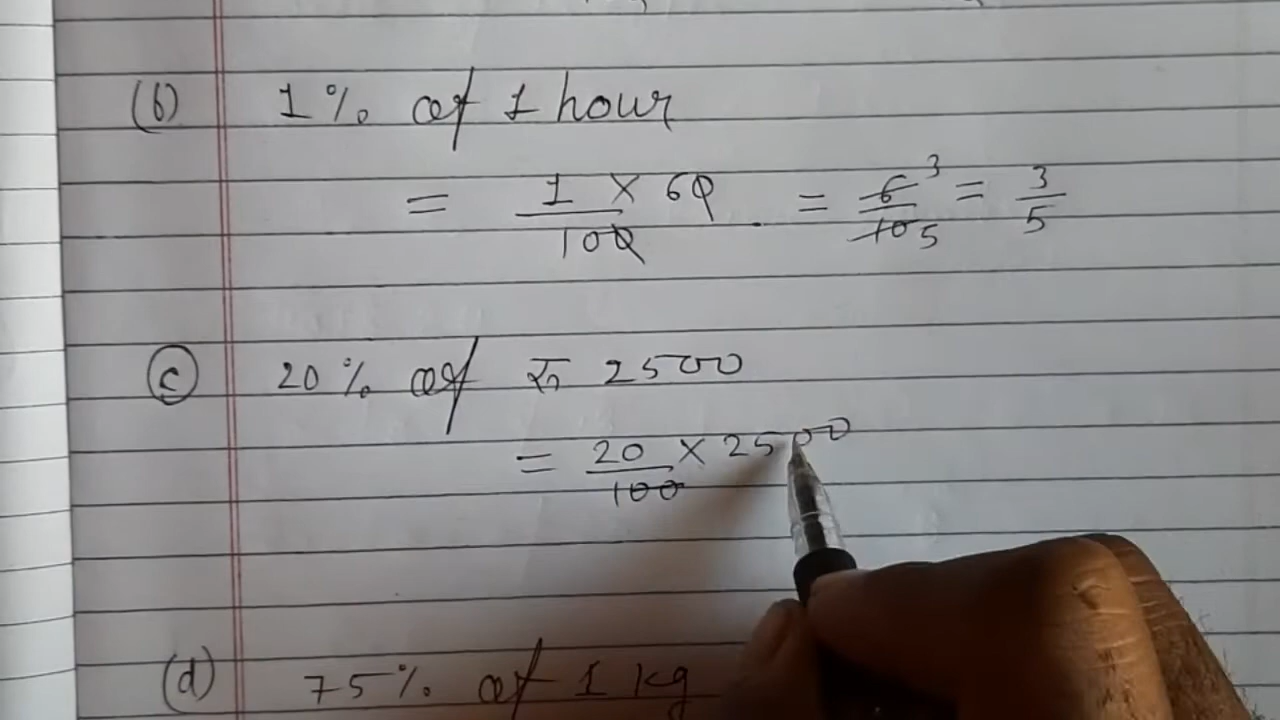 (b) 1% of 1 hour
= 1/100 × 60 = 6/10 3 5 = 3/5
(c) 20% of रु 2500
= 20/100 × 2500
(d) 75% of 1 kg